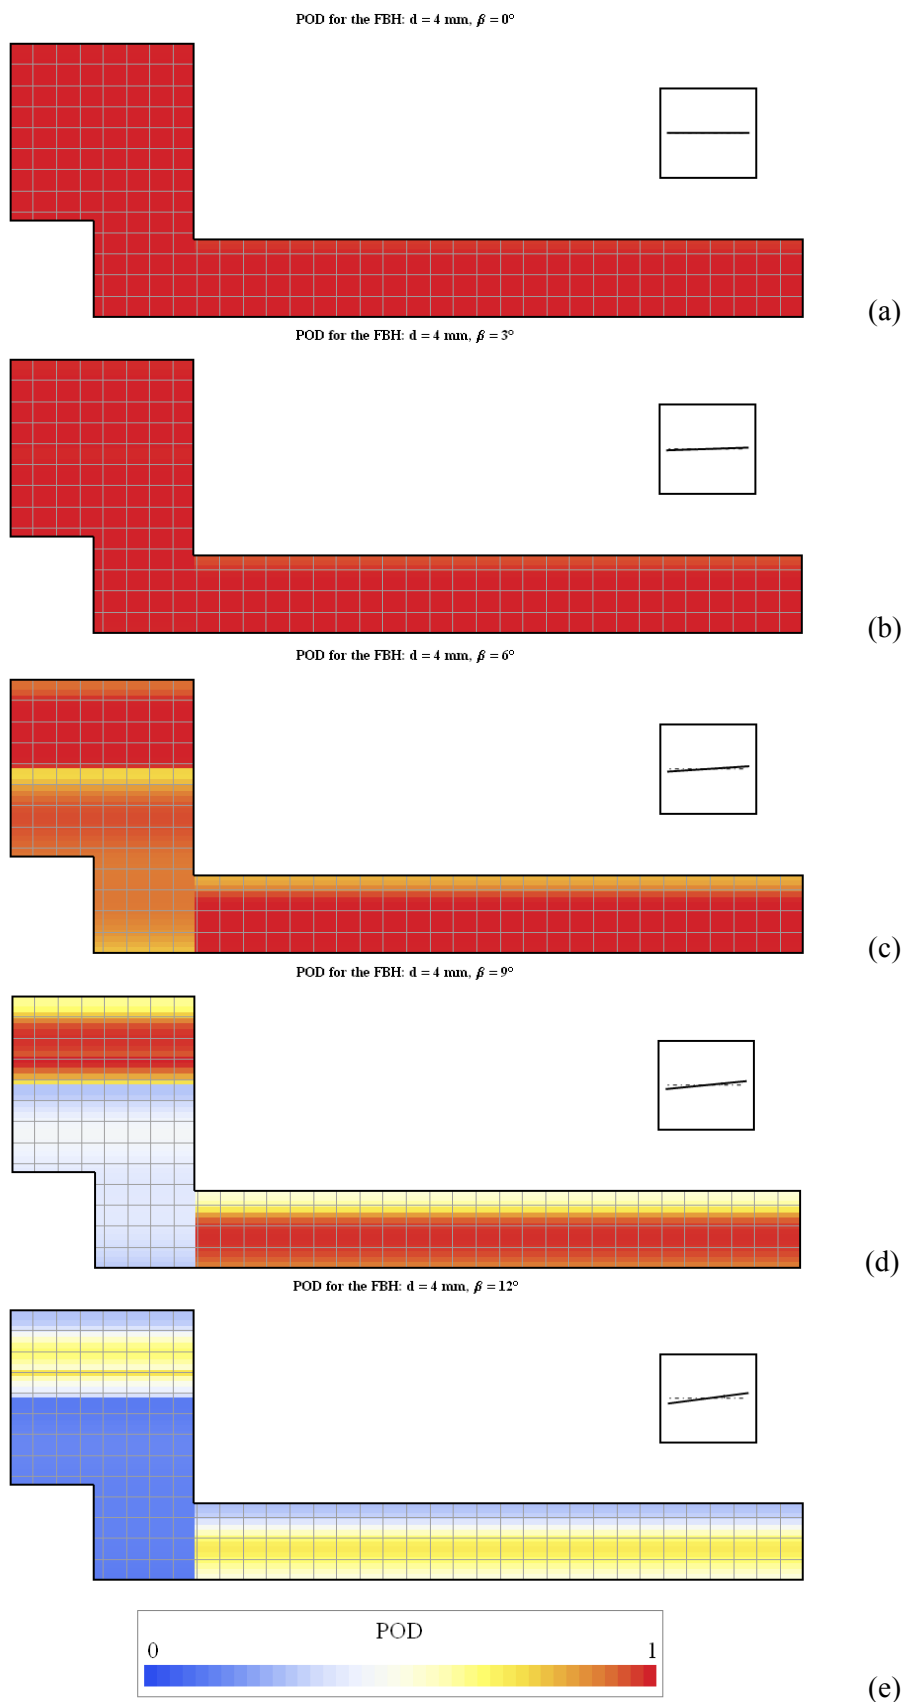 POD for the FBH: d = 4 mm, β = 0°
(a)
POD for the FBH: d = 4 mm, β = 3°
(b)
POD for the FBH: d = 4 mm, β = 6°
(c)
POD for the FBH: d = 4 mm, β = 9°
(d)
POD for the FBH: d = 4 mm, β = 12°
POD
0 1
(e)